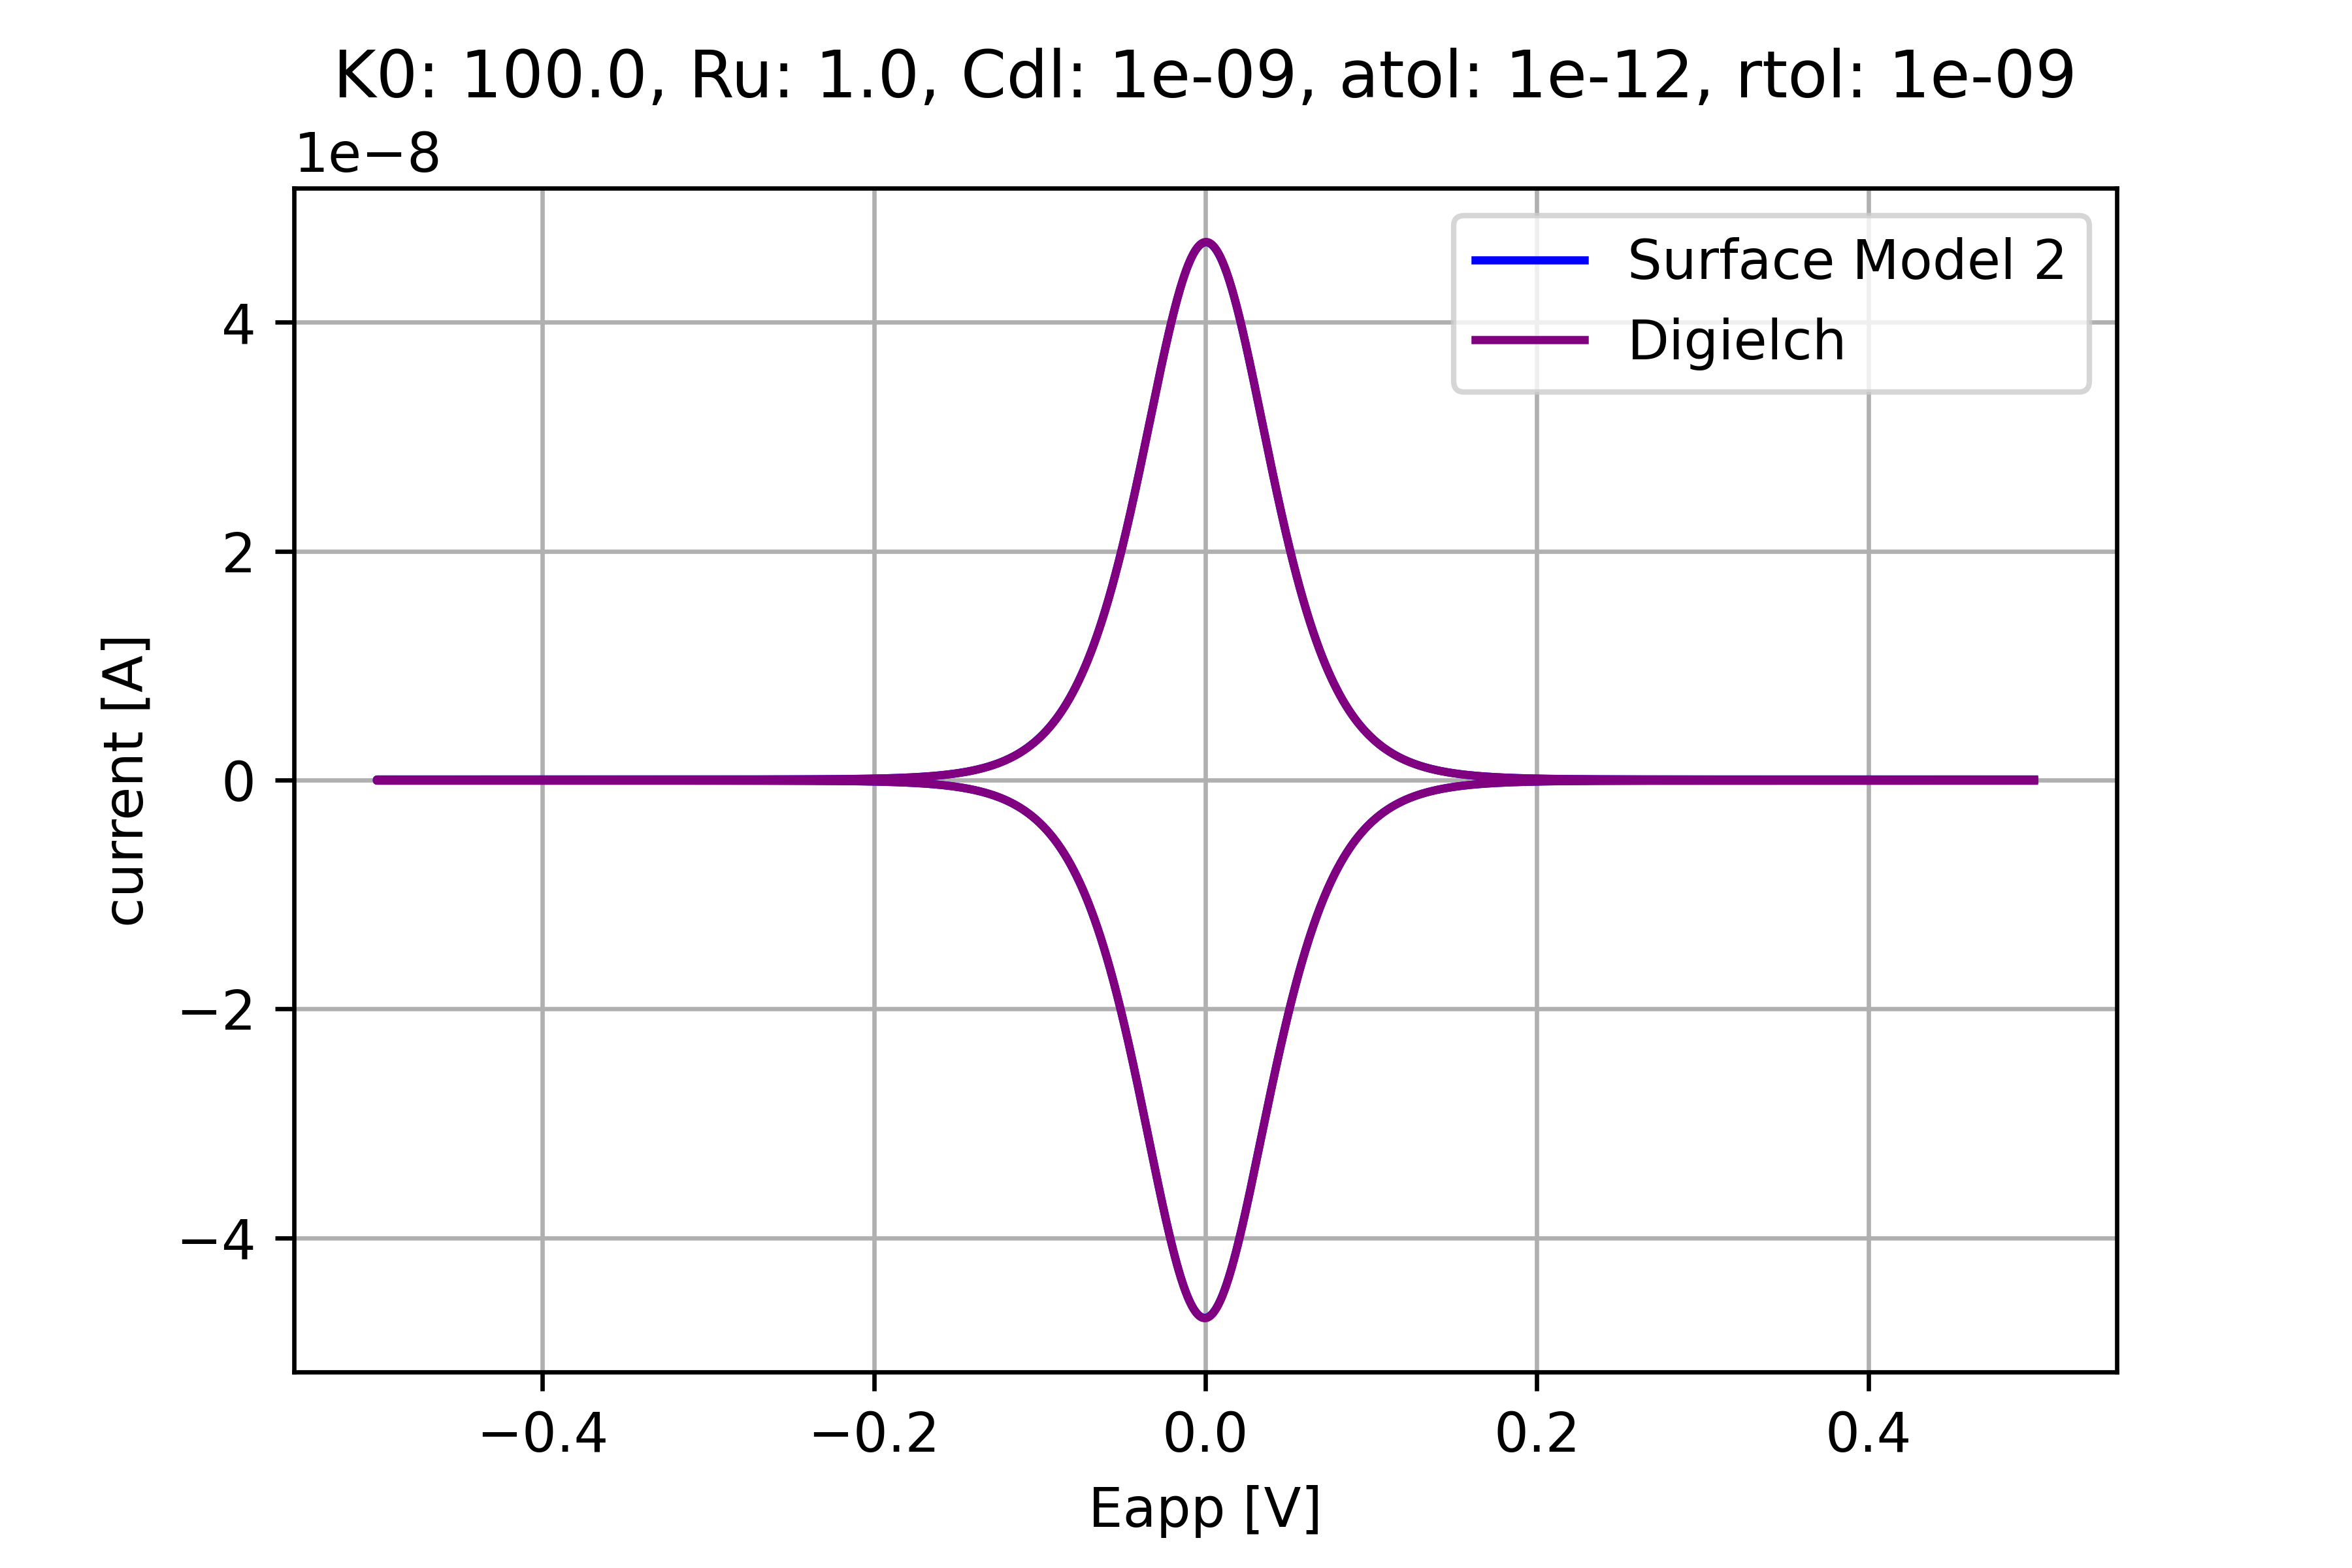 K0: 100.0, Ru: 1.0, Cdl: 1e-09, atol: 1e-12, rtol: 1e-09
1e−8
Surface Model 2
Digielch
4
2
0
−2
−4
current [A]
−0.4
−0.2
0.0
0.2
0.4
Eapp [V]